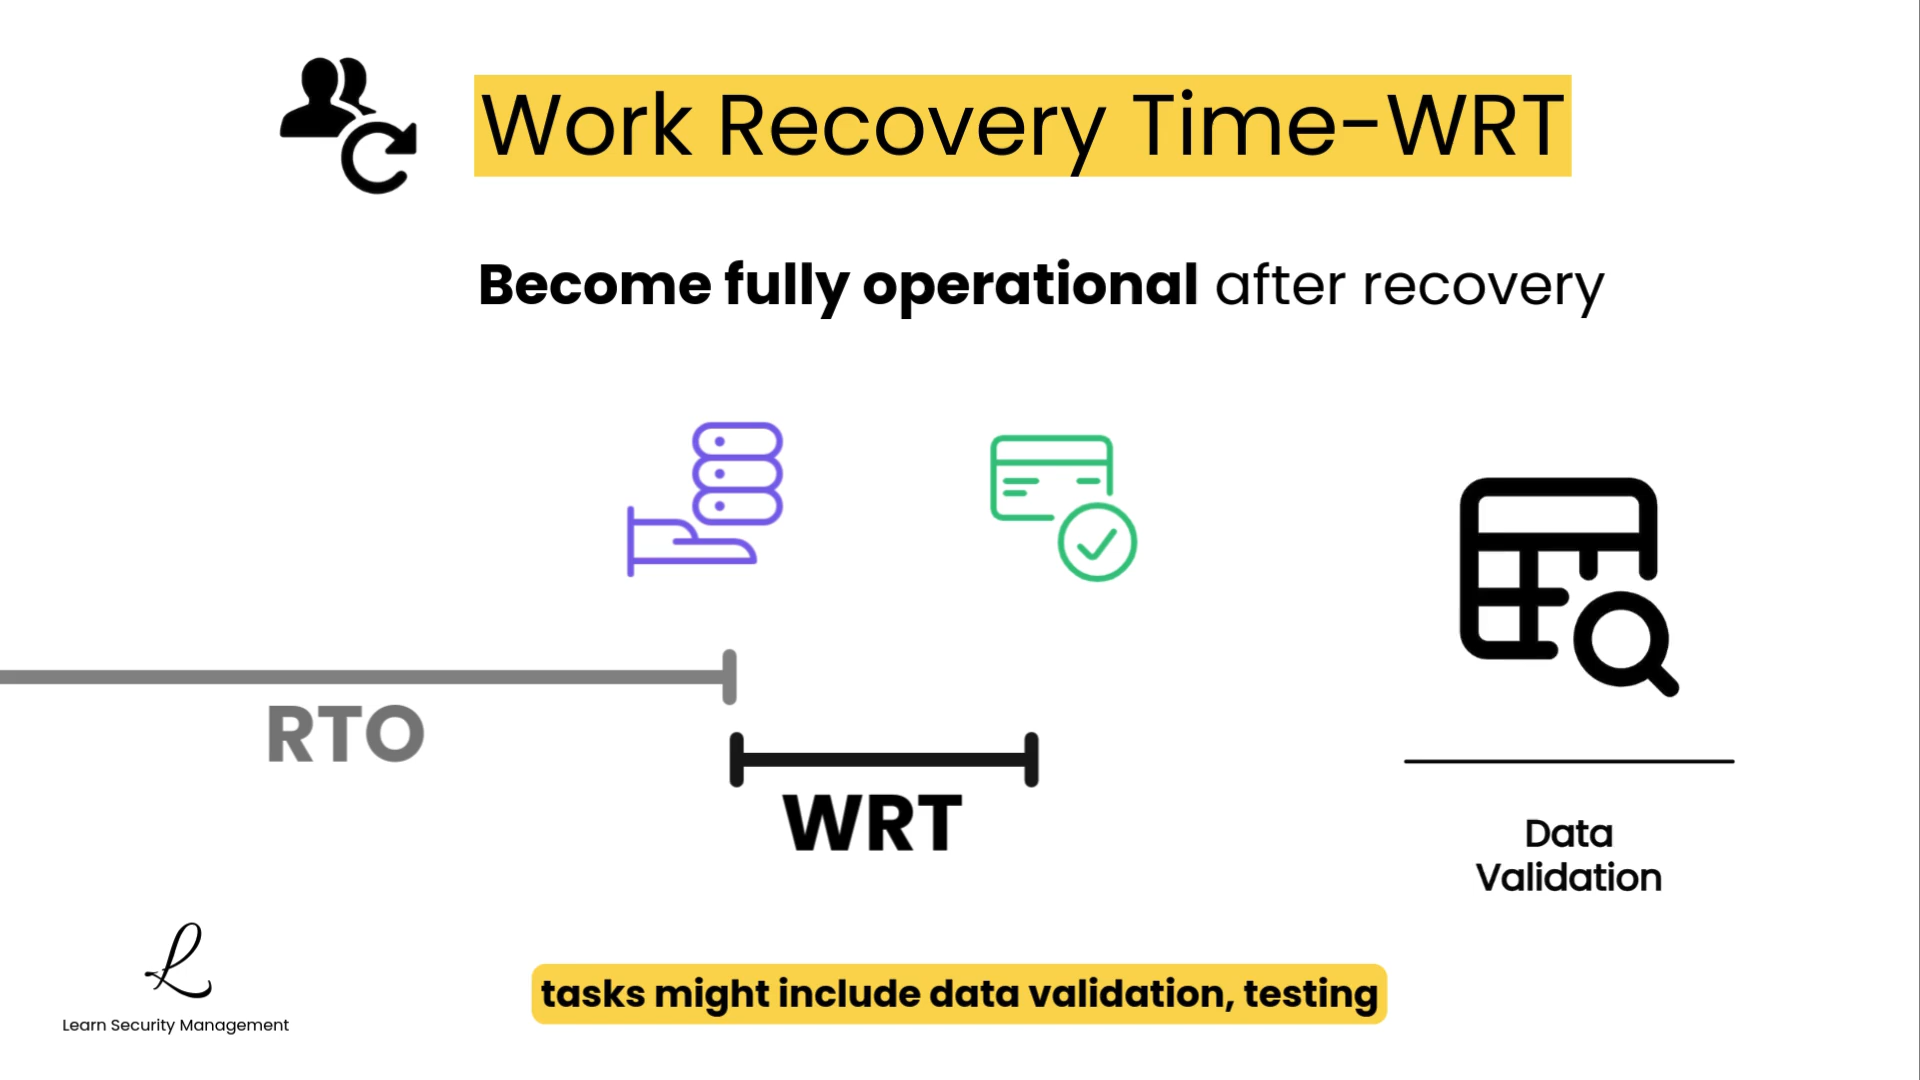 Work Recovery Time-WRT
Become fully operational after recovery
RTO
WRT
Data
Validation
L
Learn Security Management
tasks might include data validation, testing